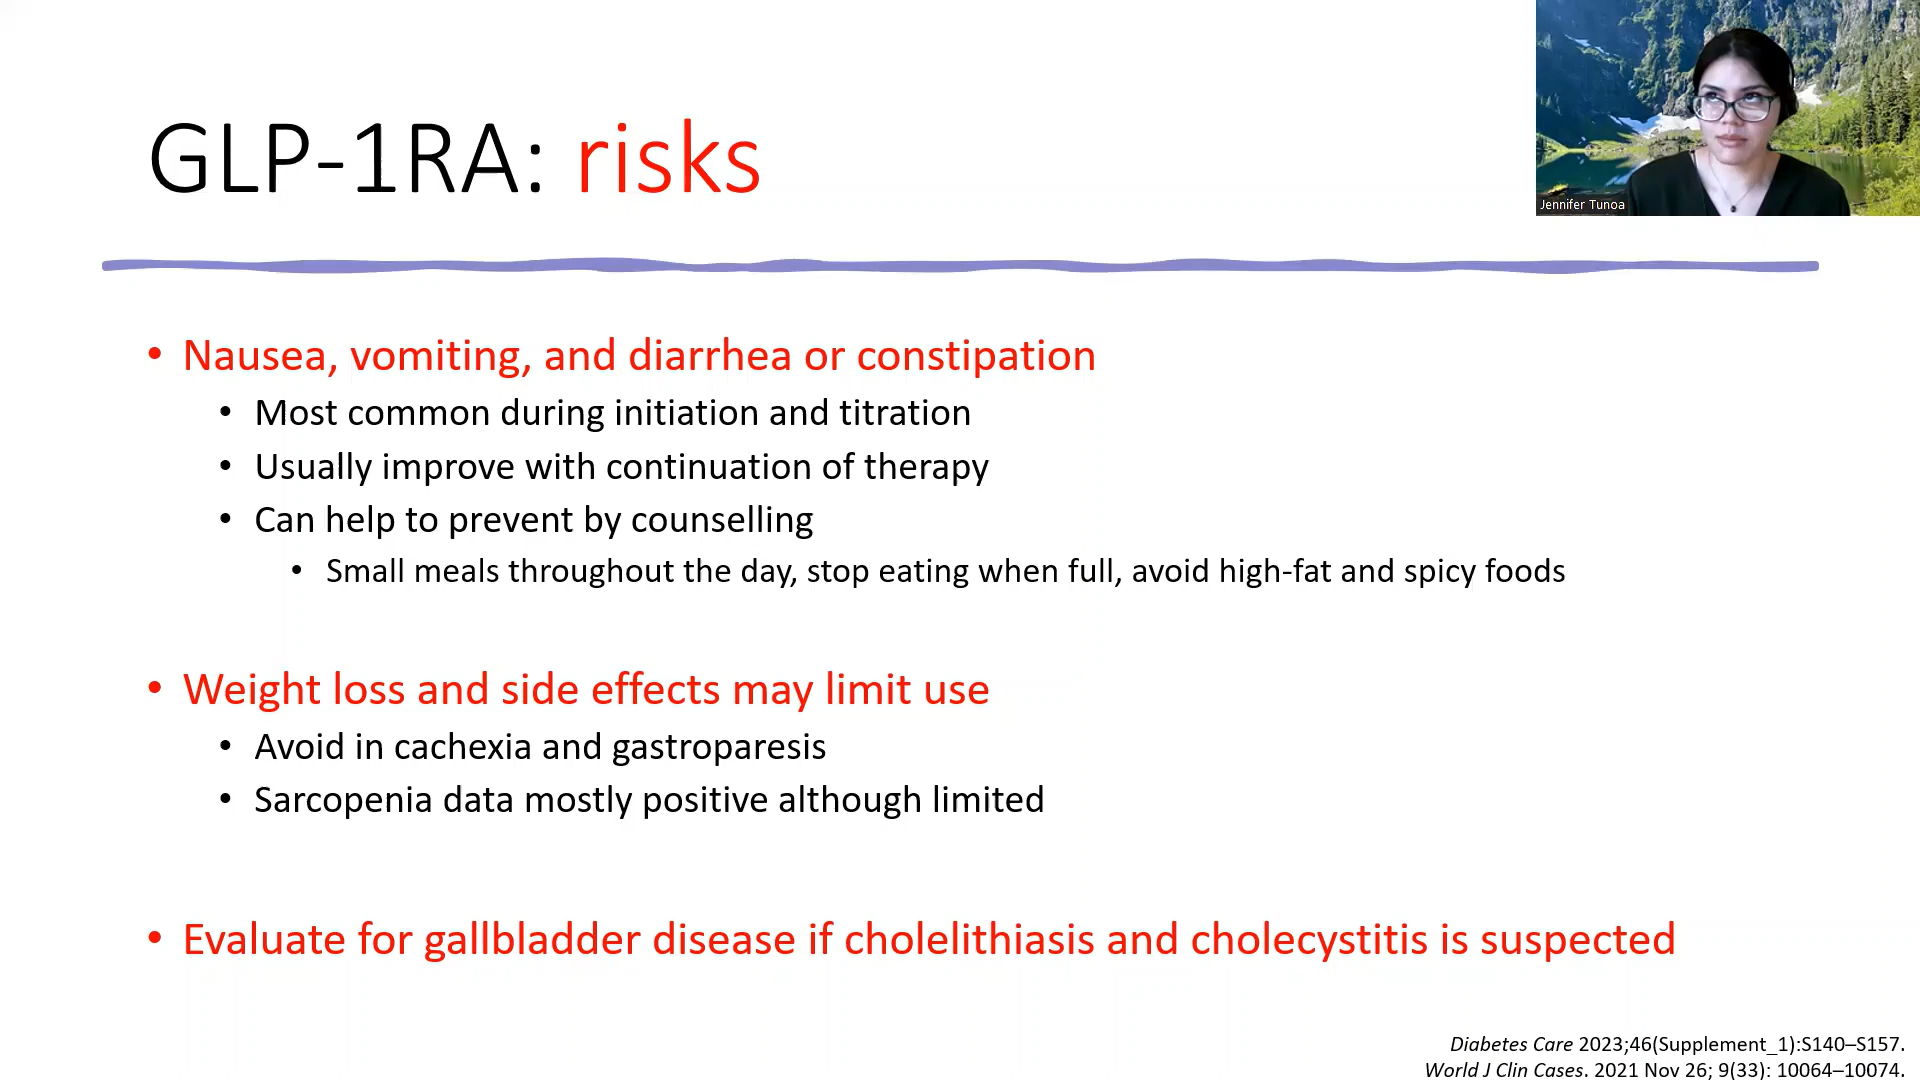 GLP-1RA: risks
Jennifer Tunoa
• Nausea, vomiting, and diarrhea or constipation
• Most common during initiation and titration
• Usually improve with continuation of therapy
• Can help to prevent by counselling
• Small meals throughout the day, stop eating when full, avoid high-fat and spicy foods
• Weight loss and side effects may limit use
• Avoid in cachexia and gastroparesis
• Sarcopenia data mostly positive although limited
• Evaluate for gallbladder disease if cholelithiasis and cholecystitis is suspected
Diabetes Care 2023;46(Supplement_1):S140–S157.
World J Clin Cases. 2021 Nov 26; 9(33): 10064–10074.